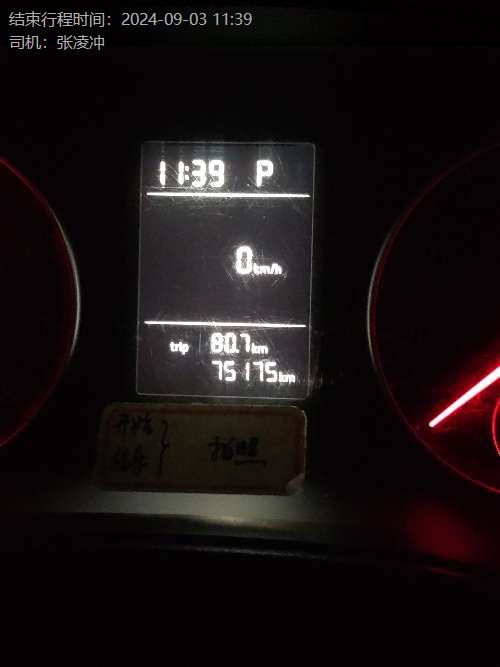 结束行程时间：2024-09-03 11:39
司机：张凌冲
11:39 P
0km/h
trip 80.7km
75175km
开始
结束
拍照